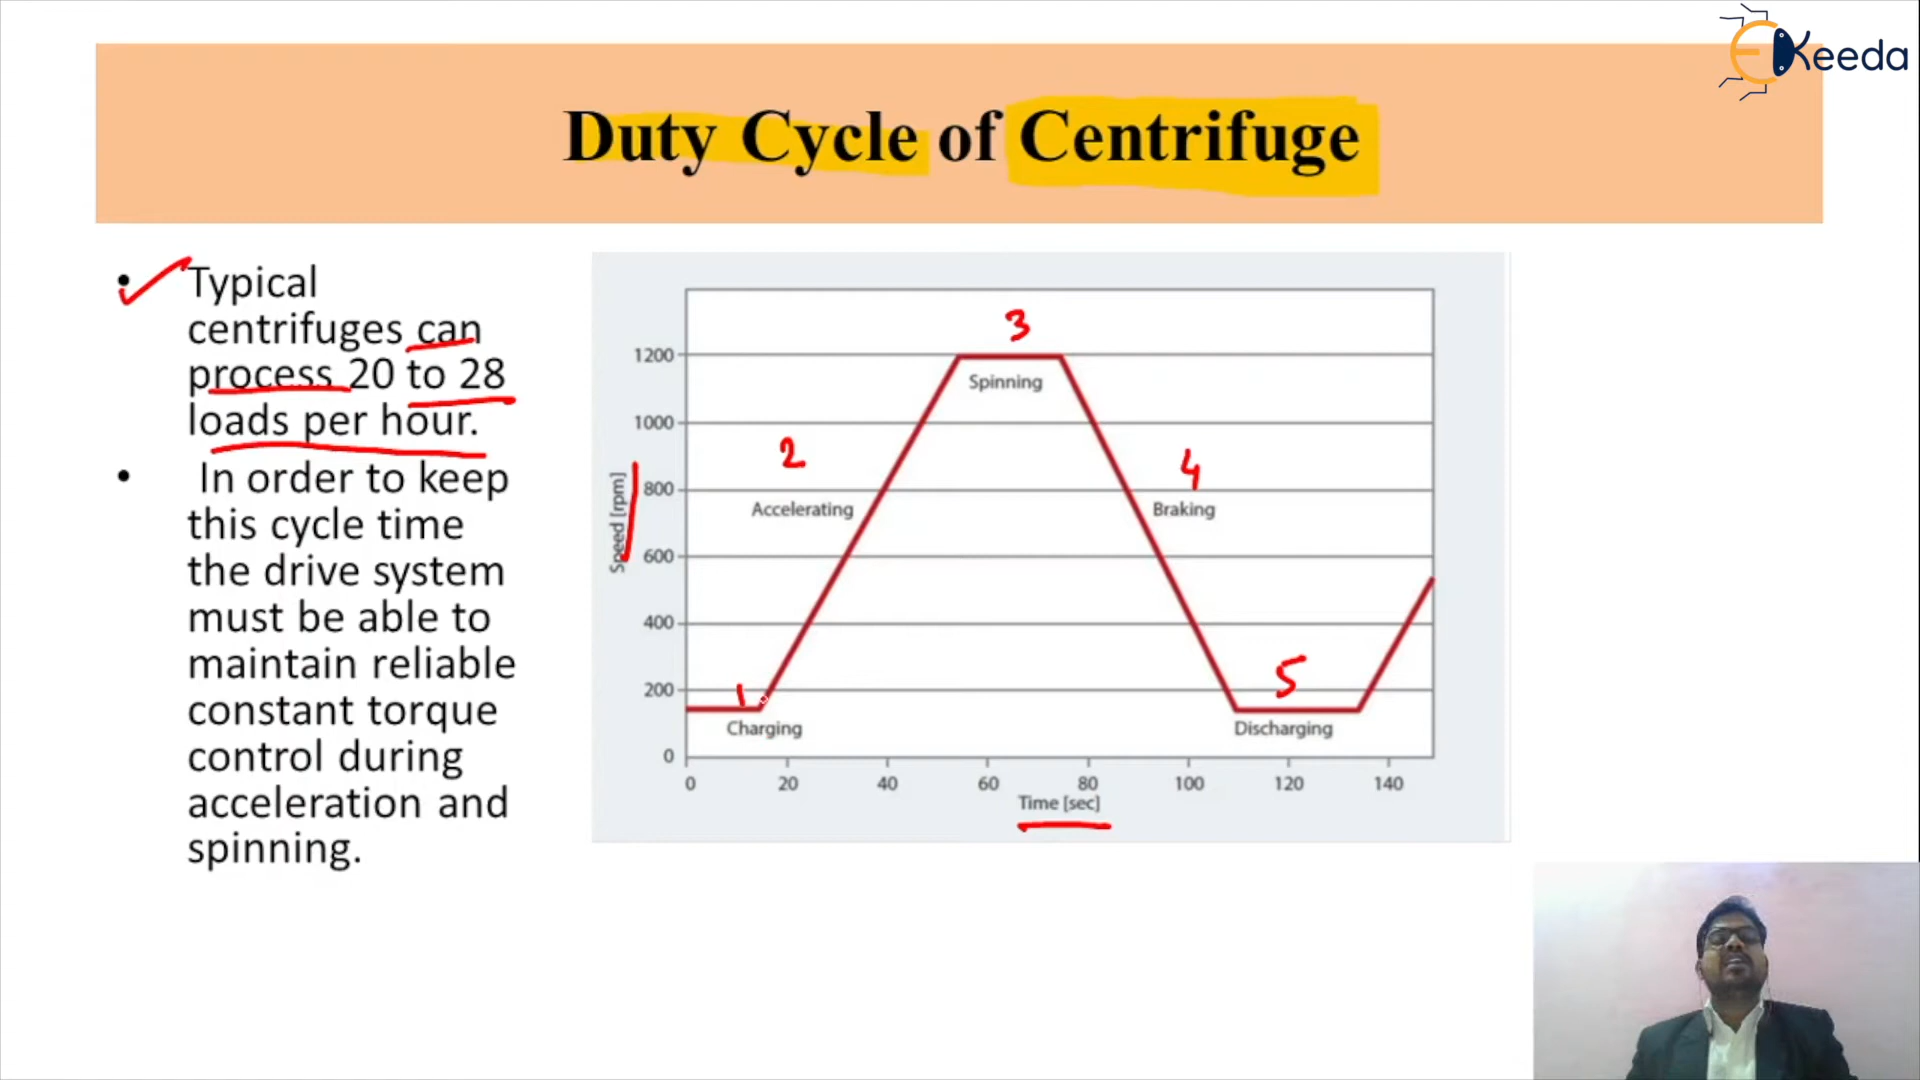 EKeeda
Duty Cycle of Centrifuge
• Typical
centrifuges can
process 20 to 28
loads per hour.
• In order to keep
this cycle time
the drive system
must be able to
maintain reliable
constant torque
control during
acceleration and
spinning.
3
1200
Spinning
1000
2
4
800
Accelerating
Braking
Speed [rpm]
600
400
5
200
1
Charging
Discharging
0
0 20 40 60 80 100 120 140
Time [sec]